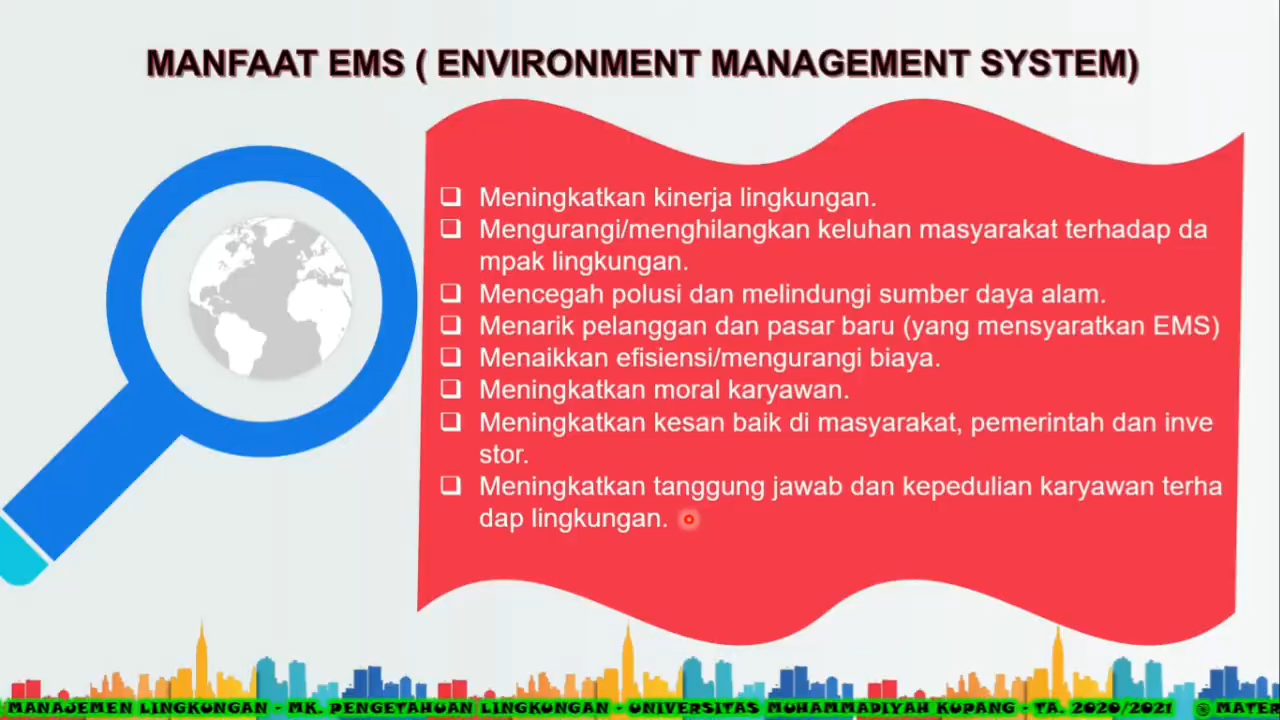 MANFAAT EMS ( ENVIRONMENT MANAGEMENT SYSTEM)
❑ Meningkatkan kinerja lingkungan.
❑ Mengurangi/menghilangkan keluhan masyarakat terhadap da
mpak lingkungan.
❑ Mencegah polusi dan melindungi sumber daya alam.
❑ Menarik pelanggan dan pasar baru (yang mensyaratkan EMS)
❑ Menaikkan efisiensi/mengurangi biaya.
❑ Meningkatkan moral karyawan.
❑ Meningkatkan kesan baik di masyarakat, pemerintah dan inve
stor.
❑ Meningkatkan tanggung jawab dan kepedulian karyawan terha
dap lingkungan.
MANAJEMEN LINGKUNGAN - MK. PENGETAHUAN LINGKUNGAN - UNIVERSITAS MUHAMMADIYAH KUPANG - TA. 2020/2021 © MATER